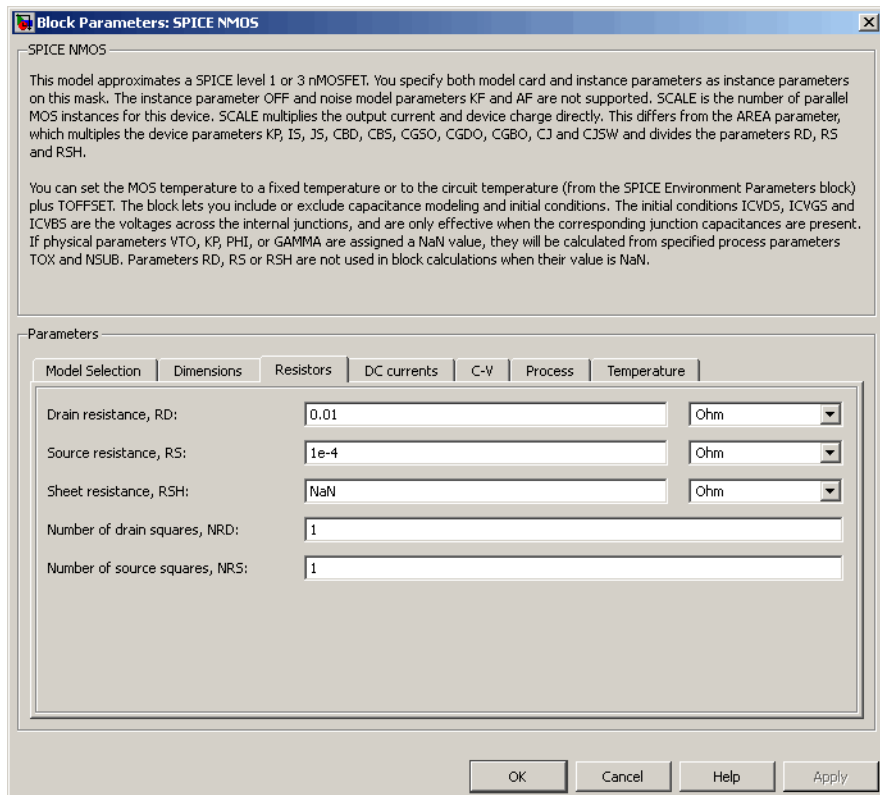 Block Parameters: SPICE NMOS
SPICE NMOS
This model approximates a SPICE level 1 or 3 nMOSFET. You specify both model card and instance parameters as instance parameters
on this mask. The instance parameter OFF and noise model parameters KF and AF are not supported. SCALE is the number of parallel
MOS instances for this device. SCALE multiplies the output current and device charge directly. This differs from the AREA parameter,
which multiples the device parameters KP, IS, JS, CBD, CBS, CGSO, CGDO, CGBO, CJ and CJSW and divides the parameters RD, RS
and RSH.
You can set the MOS temperature to a fixed temperature or to the circuit temperature (from the SPICE Environment Parameters block)
plus TOFFSET. The block lets you include or exclude capacitance modeling and initial conditions. The initial conditions ICVDS, ICVGS and
ICVBS are the voltages across the internal junctions, and are only effective when the corresponding junction capacitances are present.
If physical parameters VTO, KP, PHI, or GAMMA are assigned a NaN value, they will be calculated from specified process parameters
TOX and NSUB. Parameters RD, RS or RSH are not used in block calculations when their value is NaN.
Parameters
Model Selection Dimensions Resistors DC currents C-V Process Temperature
Drain resistance, RD: 0.01 Ohm
Source resistance, RS: 1e-4 Ohm
Sheet resistance, RSH: NaN Ohm
Number of drain squares, NRD: 1
Number of source squares, NRS: 1
OK Cancel Help Apply